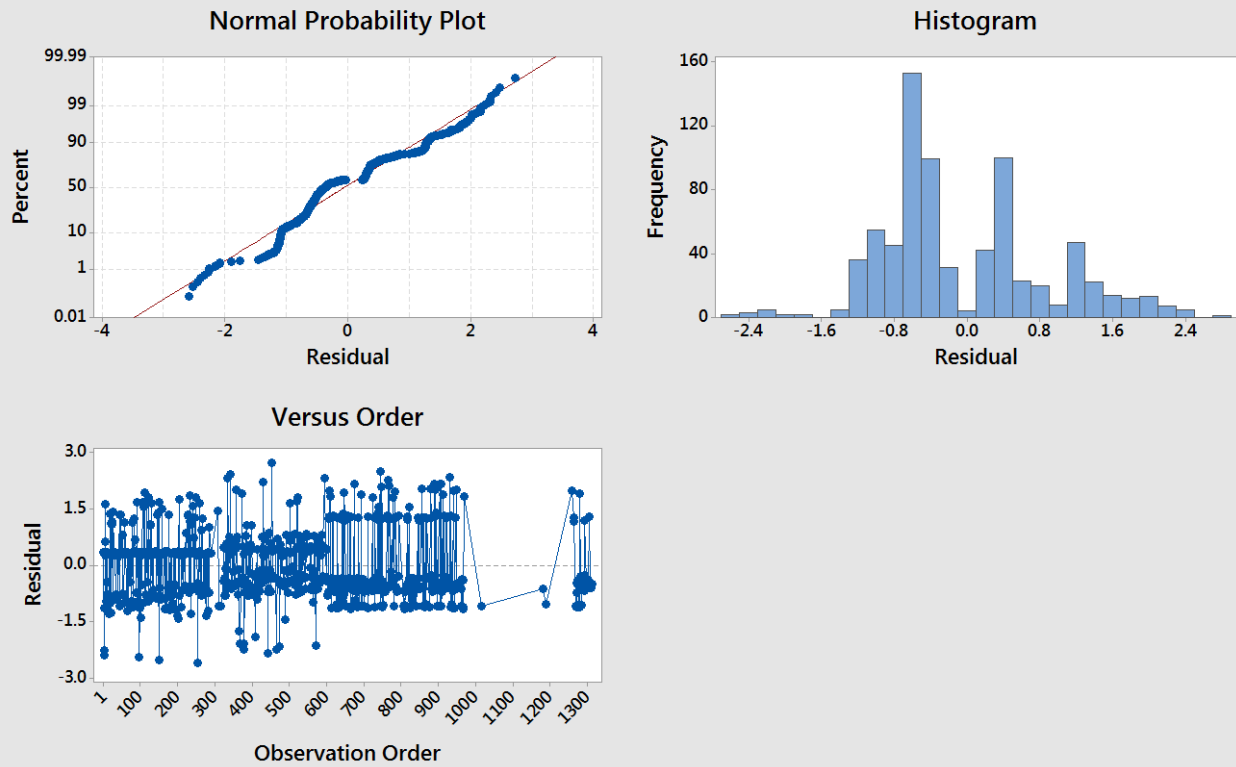 Normal Probability Plot
99.99
99
90
50
10
1
0.01
Percent
-4 -2 0 2 4
Residual
Histogram
160
120
80
40
0
Frequency
-2.4 -1.6 -0.8 0.0 0.8 1.6 2.4
Residual
Versus Order
3.0
1.5
0.0
-1.5
-3.0
Residual
1 100 200 300 400 500 600 700 800 900 1000 1100 1200 1300
Observation Order